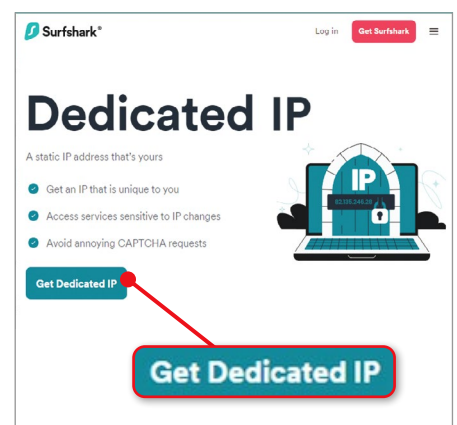 Surfshark®
Log in
Get Surfshark
Dedicated IP
A static IP address that's yours
Get an IP that is unique to you
Access services sensitive to IP changes
Avoid annoying CAPTCHA requests
IP
Get Dedicated IP
Get Dedicated IP